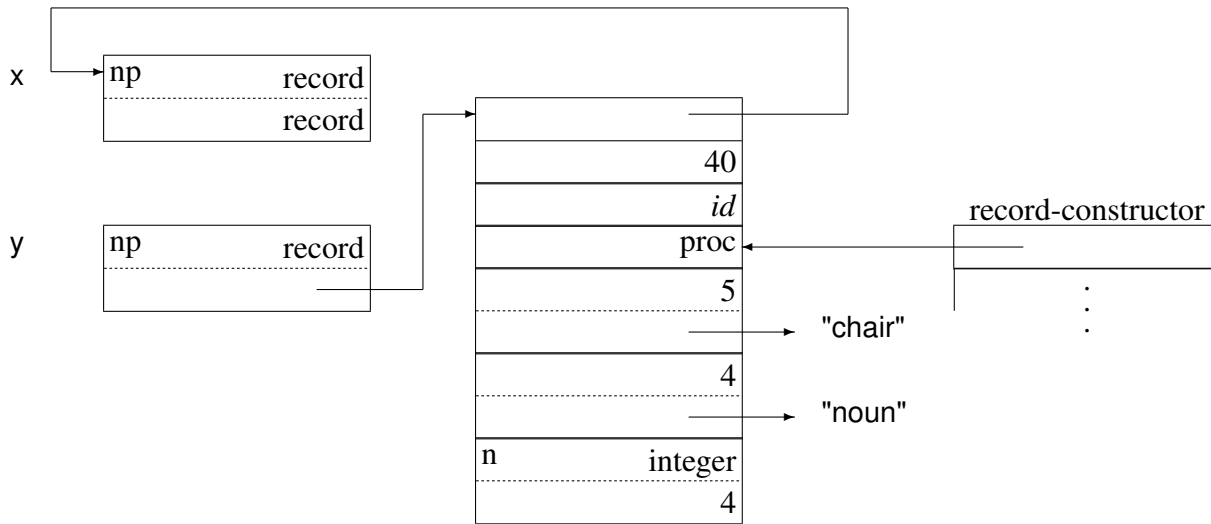 x
np record
record
40
id
record-constructor
y
np record
proc
5
"chair"
4
"noun"
n integer
4